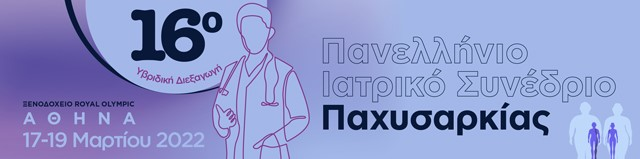 16ο
Υβριδική Διεξαγωγή
ΞΕΝΟΔΟΧΕΙΟ ROYAL OLYMPIC
ΑΘΗΝΑ
17-19 Μαρτίου 2022
Πανελλήνιο
Ιατρικό Συνέδριο
Παχυσαρκίας